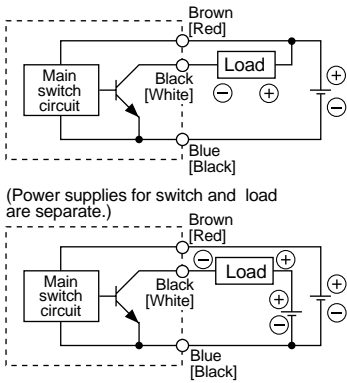 Brown
[Red]
Main
switch
circuit
Black
[White]
Load
⊖ ⊕
⊕
⊖
Blue
[Black]
(Power supplies for switch and load
are separate.)
Brown
[Red]
Main
switch
circuit
Black
[White]
⊖ Load ⊕
⊕
⊖
⊕
⊖
Blue
[Black]